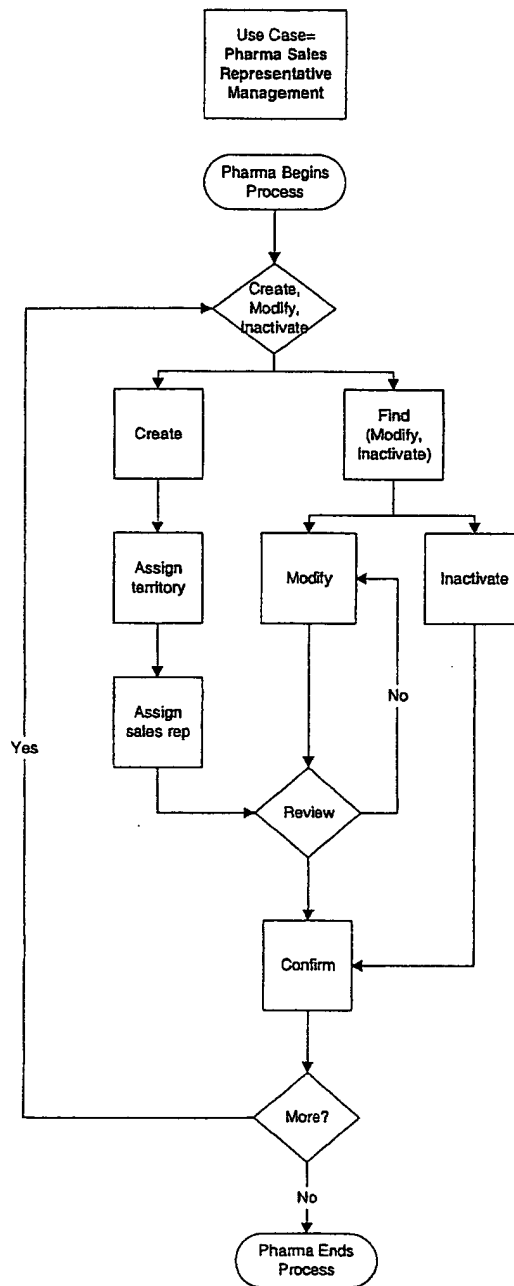 Use Case=
Pharma Sales
Representative
Management
Pharma Begins
Process
Create,
Modify,
Inactivate
Create
Find
(Modify,
Inactivate)
Assign
territory
Modify
Inactivate
Assign
sales rep
No
Yes
Review
Confirm
More?
No
Pharma Ends
Process